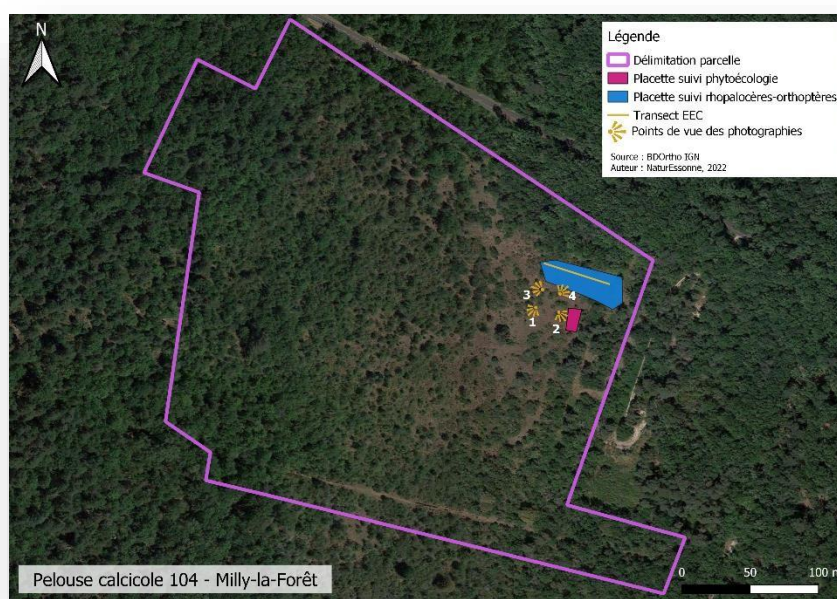 N
Légende
Délimitation parcelle
Placette suivi phytoécologie
Placette suivi rhopalocères-orthoptères
Transect EEC
Points de vue des photographies
Source : BDOrtho IGN
Auteur : NaturEssonne, 2022
3
4
1
2
Pelouse calcicole 104 - Milly-la-Forêt
0 50 100 m